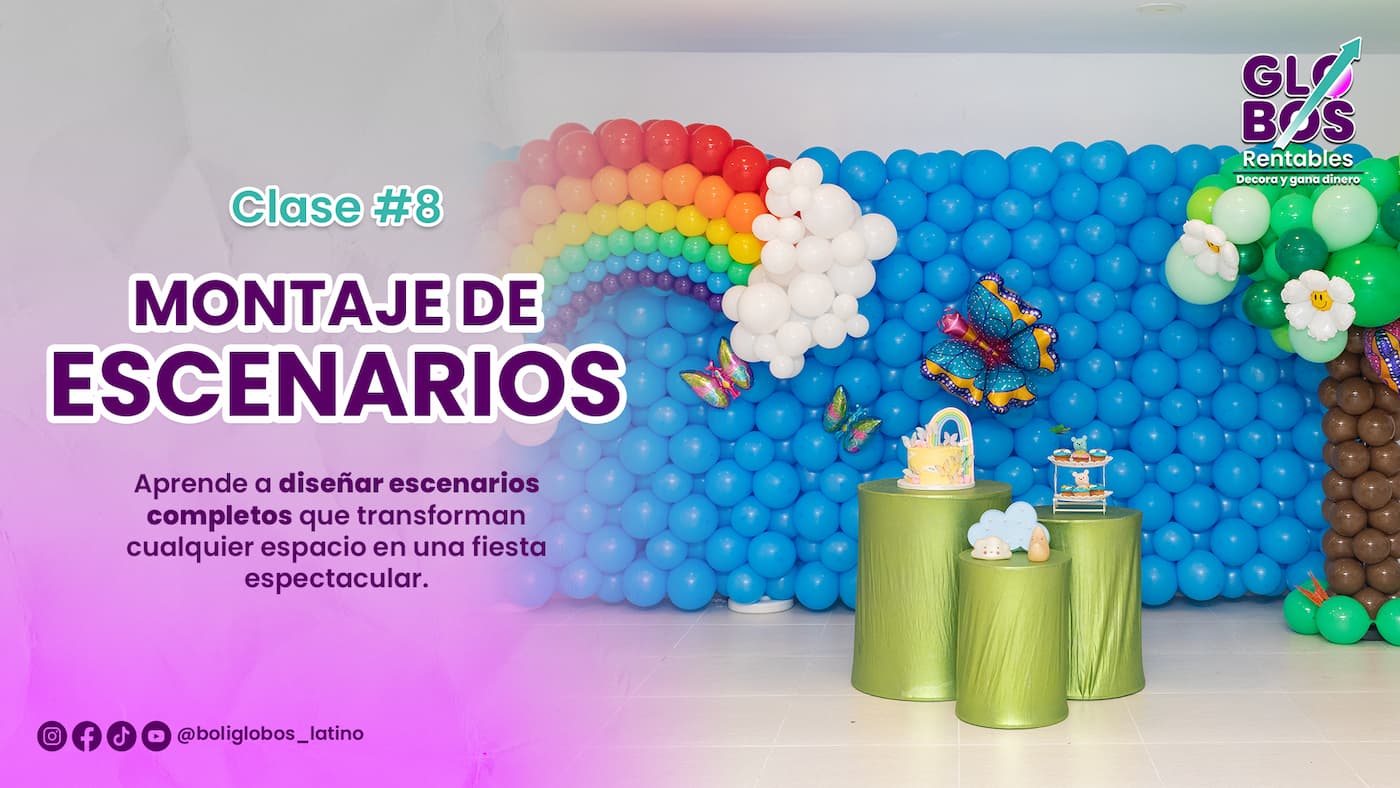 Clase #8
MONTAJE DE
ESCENARIOS
Aprende a diseñar escenarios
completos que transforman
cualquier espacio en una fiesta
espectacular.
@boliglobos_latino
GLO
BOS
Rentables
Decora y gana dinero